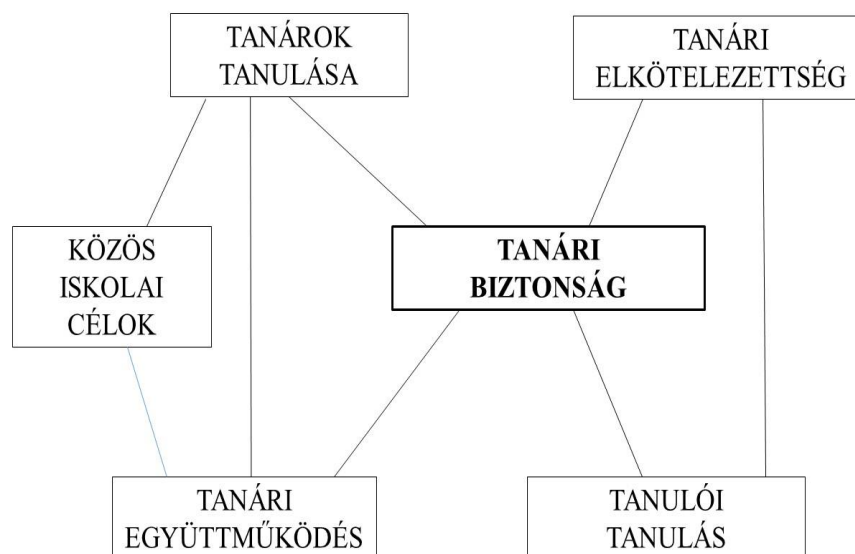 TANÁROK
TANULÁSA
TANÁRI
ELKÖTELEZETTSÉG
KÖZÖS
ISKOLAI
CÉLOK
TANÁRI
BIZTONSÁG
TANÁRI
EGYÜTTMŰKÖDÉS
TANULÓI
TANULÁS